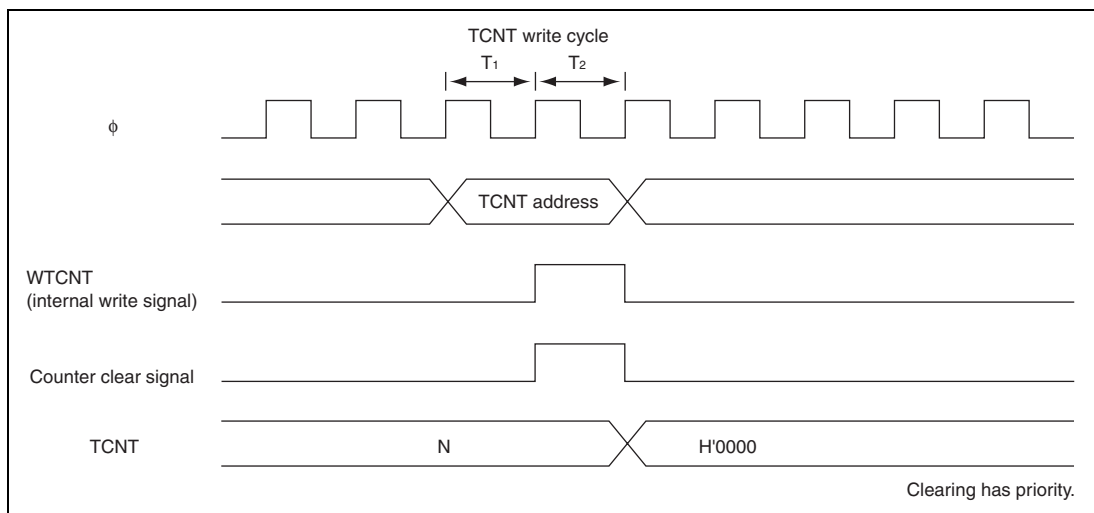 TCNT write cycle
T1 T2
ϕ
TCNT address
WTCNT
(internal write signal)
Counter clear signal
TCNT N H'0000
Clearing has priority.